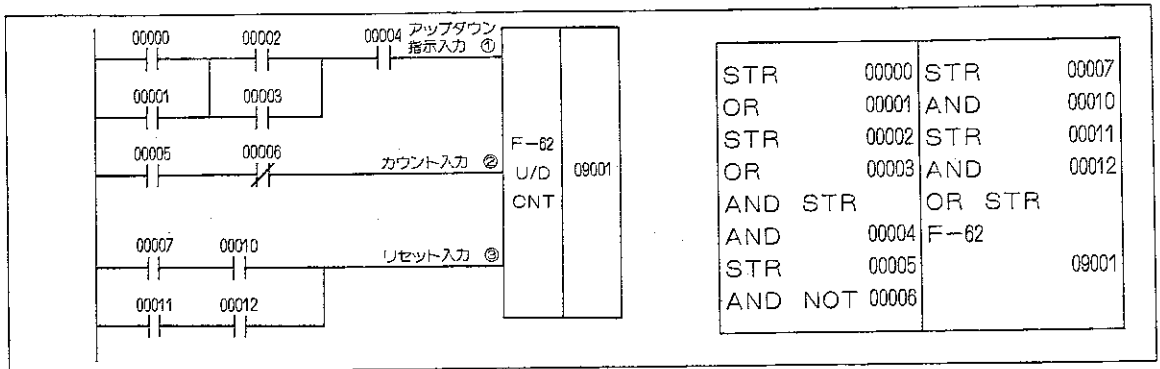 00000 00002 00004 アップダウン
指示入力 ①
00001 00003
00005 00006 カウント入力 ②
F-62
U/D
CNT
09001
00007 00010 リセット入力 ③
00011 00012
STR 00000
OR 00001
STR 00002
OR 00003
AND STR
AND 00004
STR 00005
AND NOT 00006
STR 00007
AND 00010
STR 00011
AND 00012
OR STR
F-62
09001